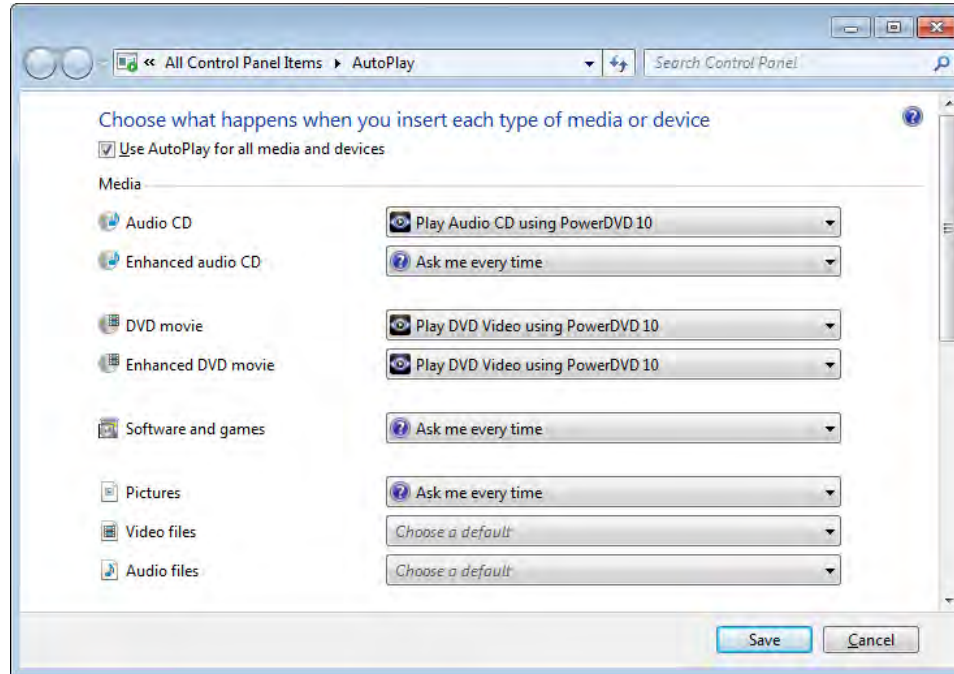 « All Control Panel Items ▸ AutoPlay
Search Control Panel
Choose what happens when you insert each type of media or device
Use AutoPlay for all media and devices
Media
Audio CD Play Audio CD using PowerDVD 10
Enhanced audio CD Ask me every time
DVD movie Play DVD Video using PowerDVD 10
Enhanced DVD movie Play DVD Video using PowerDVD 10
Software and games Ask me every time
Pictures Ask me every time
Video files Choose a default
Audio files Choose a default
Save Cancel